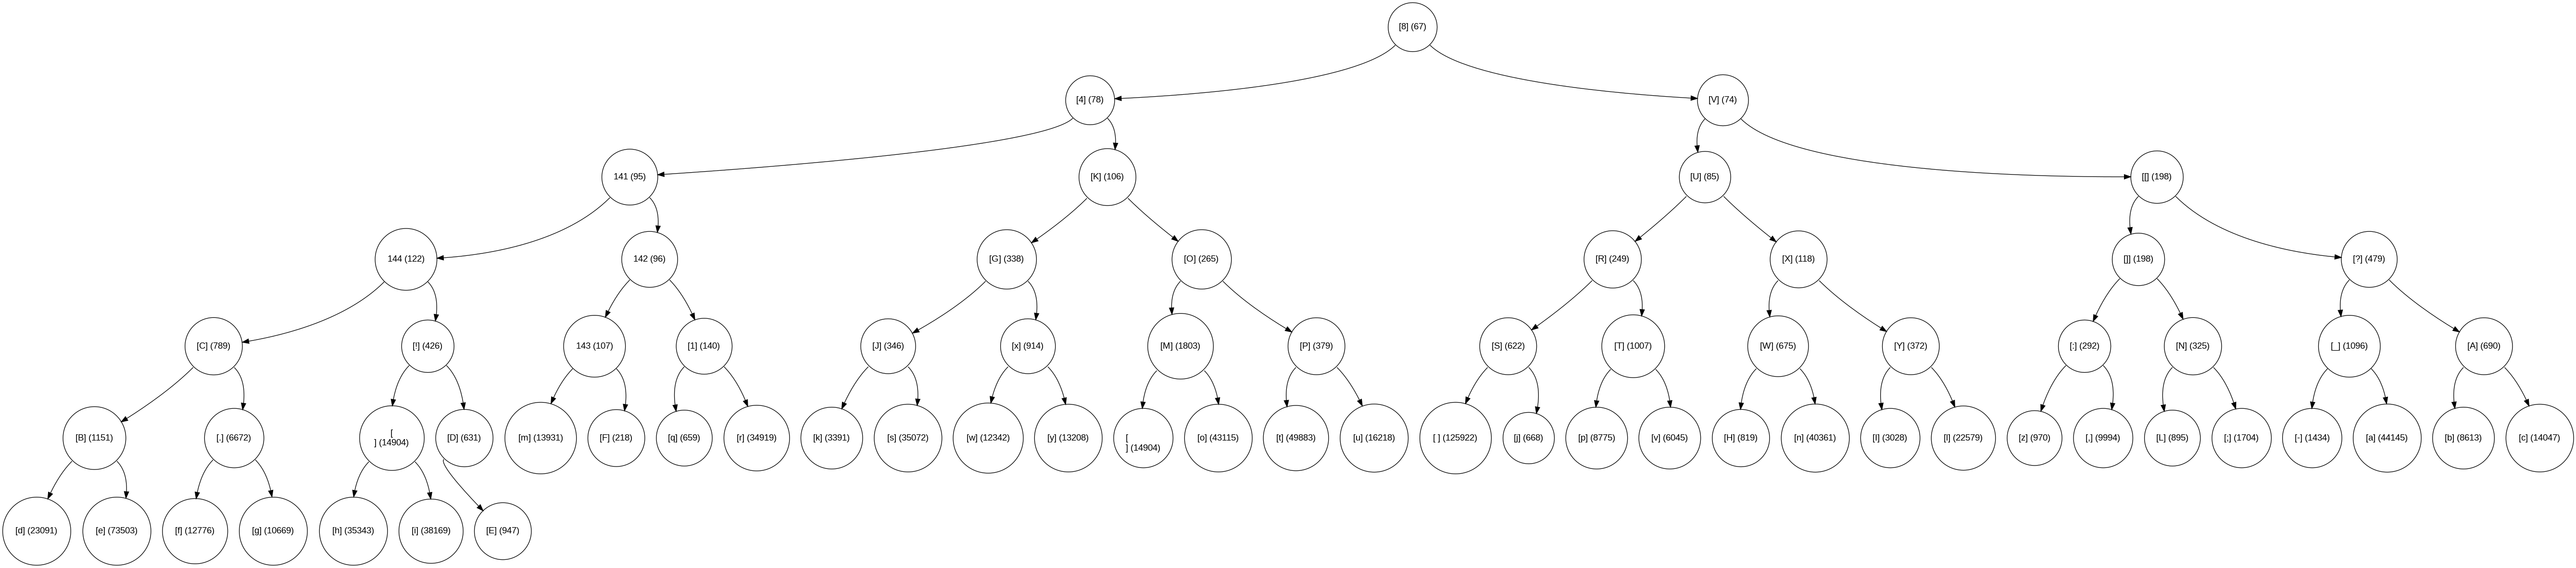 [8] (67)
[4] (78)
[V] (74)
141 (95)
[K] (106)
[U] (85)
[[] (198)
144 (122)
142 (96)
[G] (338)
[O] (265)
[R] (249)
[X] (118)
[]] (198)
[?] (479)
[C] (789)
[!] (426)
143 (107)
[1] (140)
[J] (346)
[x] (914)
[M] (1803)
[P] (379)
[S] (622)
[T] (1007)
[W] (675)
[Y] (372)
[:] (292)
[N] (325)
[_] (1096)
[A] (690)
[B] (1151)
[.] (6672)
[
] (14904)
[D] (631)
[m] (13931)
[F] (218)
[q] (659)
[r] (34919)
[k] (3391)
[s] (35072)
[w] (12342)
[y] (13208)
[
] (14904)
[o] (43115)
[t] (49883)
[u] (16218)
[ ] (125922)
[j] (668)
[p] (8775)
[v] (6045)
[H] (819)
[n] (40361)
[I] (3028)
[l] (22579)
[z] (970)
[,] (9994)
[L] (895)
[;] (1704)
[-] (1434)
[a] (44145)
[b] (8613)
[c] (14047)
[d] (23091)
[e] (73503)
[f] (12776)
[g] (10669)
[h] (35343)
[i] (38169)
[E] (947)